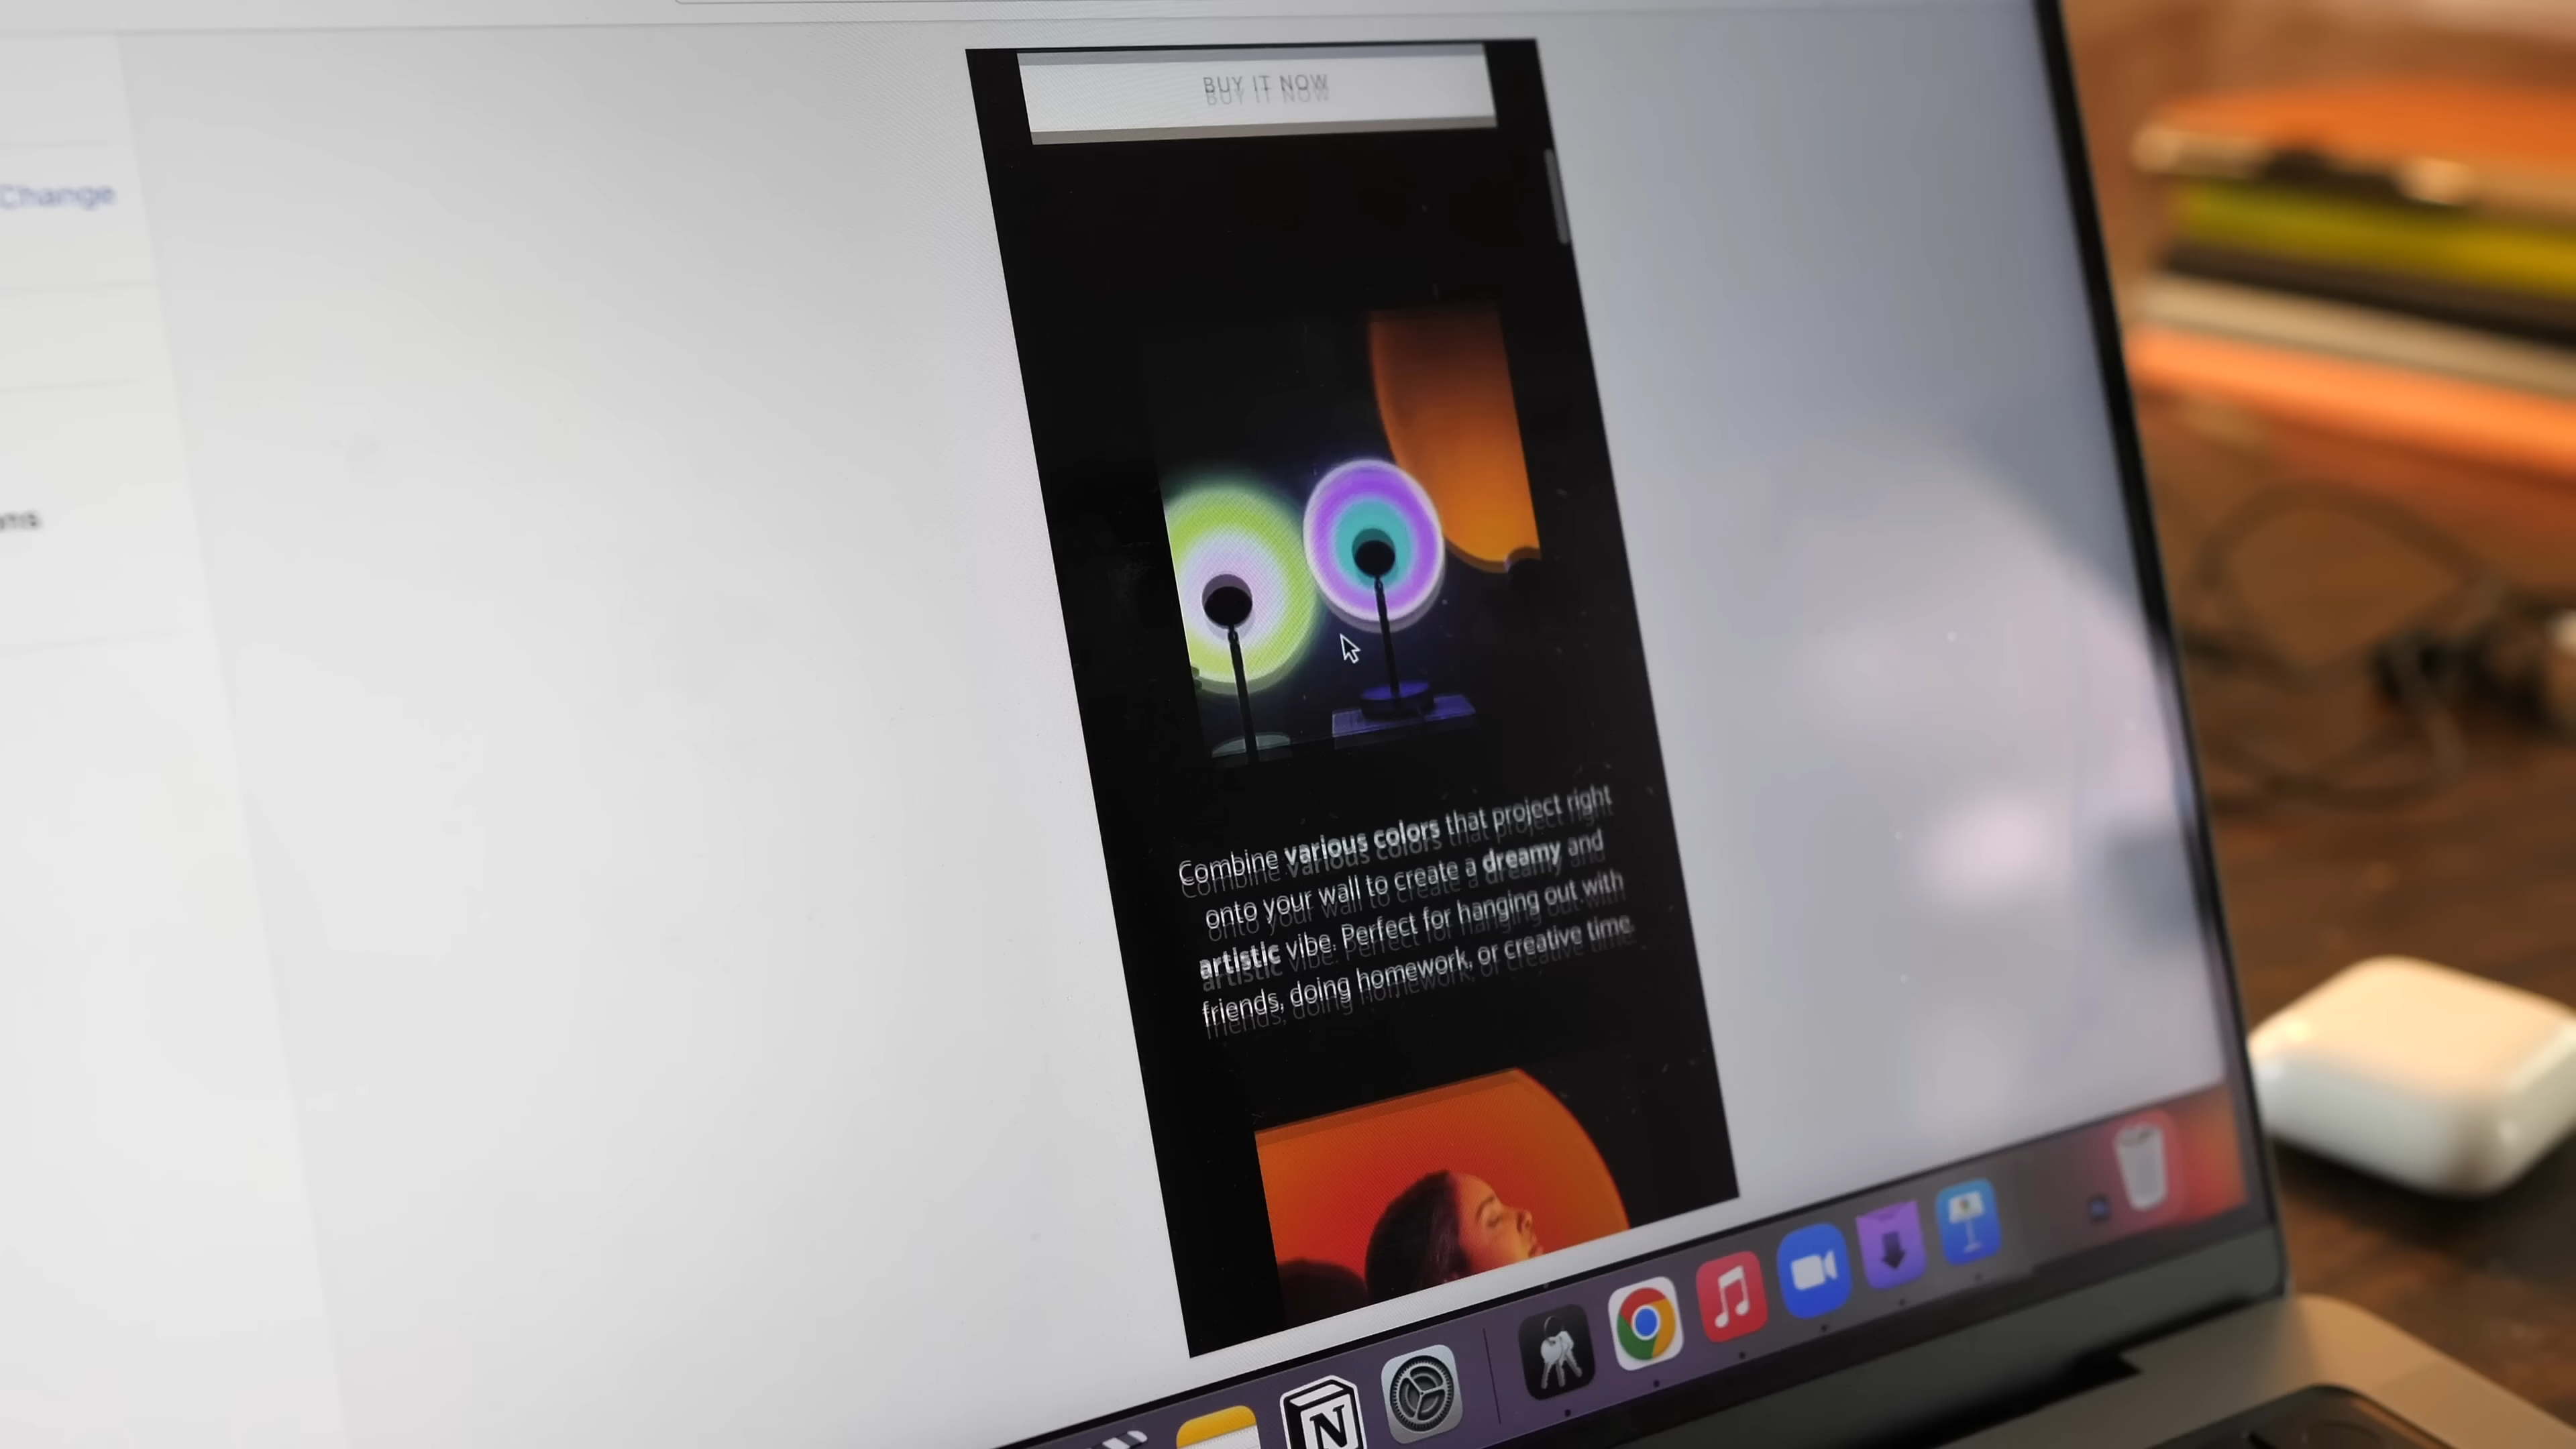 BUY IT NOW
Change
Combine various colors that project right
onto your wall to create a dreamy and
artistic vibe. Perfect for hanging out with
friends, doing homework, or creative time.
N